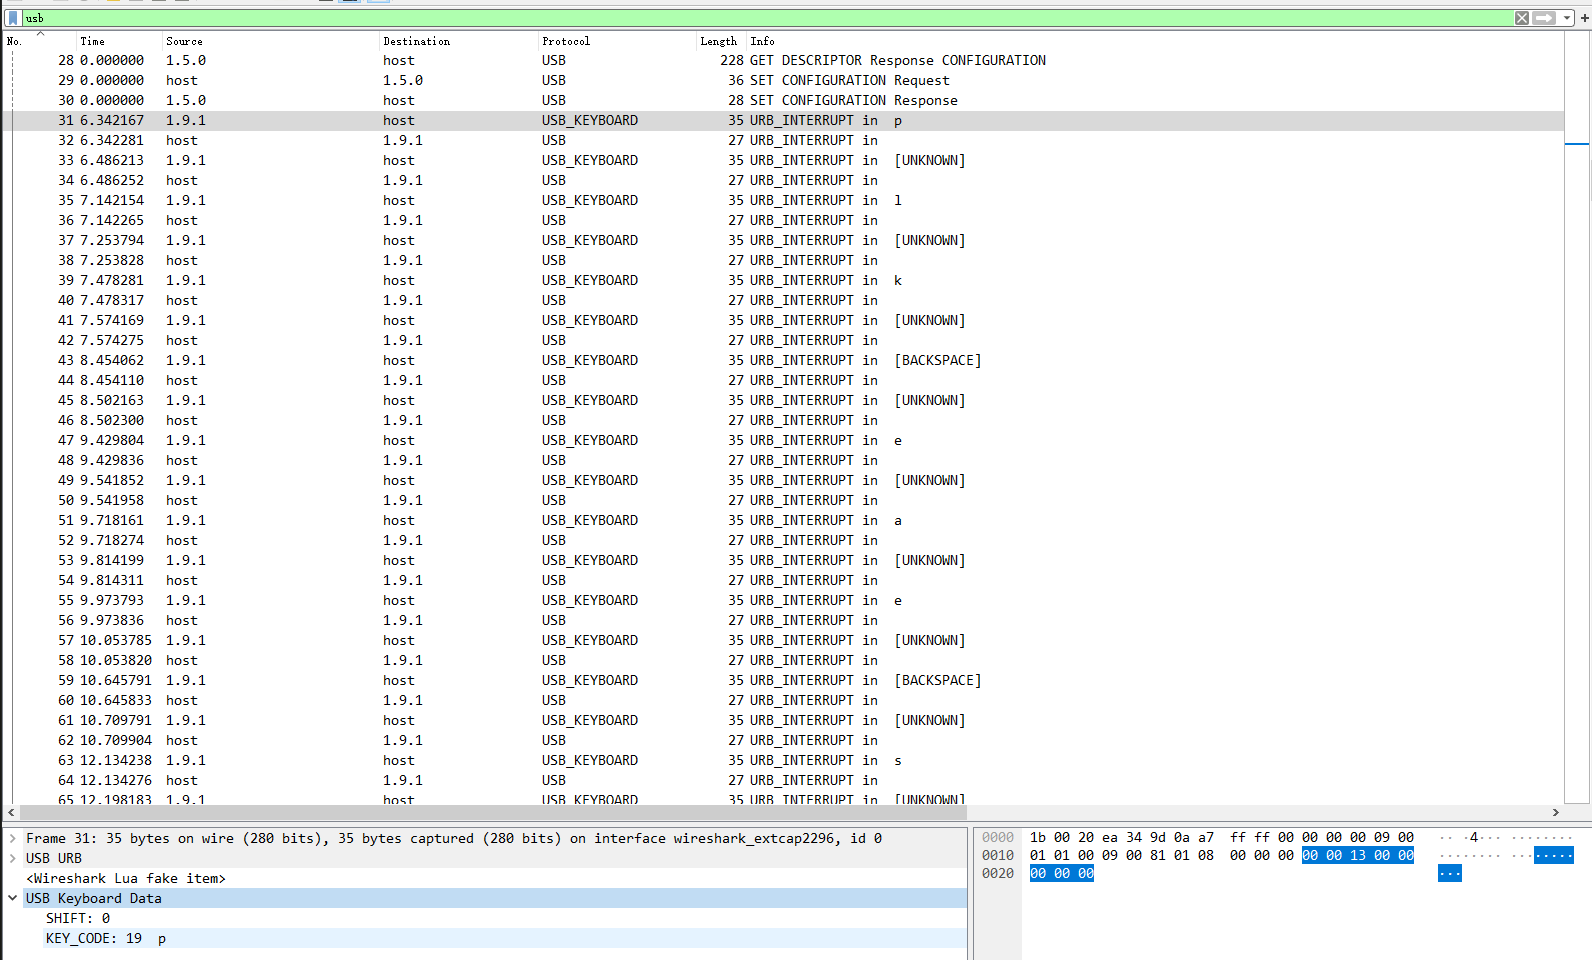 usb
No. Time Source Destination Protocol Length Info
28 0.000000 1.5.0 host USB 228 GET DESCRIPTOR Response CONFIGURATION
29 0.000000 host 1.5.0 USB 36 SET CONFIGURATION Request
30 0.000000 1.5.0 host USB 28 SET CONFIGURATION Response
31 6.342167 1.9.1 host USB_KEYBOARD 35 URB_INTERRUPT in p
32 6.342281 host 1.9.1 USB 27 URB_INTERRUPT in
33 6.486213 1.9.1 host USB_KEYBOARD 35 URB_INTERRUPT in [UNKNOWN]
34 6.486252 host 1.9.1 USB 27 URB_INTERRUPT in
35 7.142154 1.9.1 host USB_KEYBOARD 35 URB_INTERRUPT in l
36 7.142265 host 1.9.1 USB 27 URB_INTERRUPT in
37 7.253794 1.9.1 host USB_KEYBOARD 35 URB_INTERRUPT in [UNKNOWN]
38 7.253828 host 1.9.1 USB 27 URB_INTERRUPT in
39 7.478281 1.9.1 host USB_KEYBOARD 35 URB_INTERRUPT in k
40 7.478317 host 1.9.1 USB 27 URB_INTERRUPT in
41 7.574169 1.9.1 host USB_KEYBOARD 35 URB_INTERRUPT in [UNKNOWN]
42 7.574275 host 1.9.1 USB 27 URB_INTERRUPT in
43 8.454062 1.9.1 host USB_KEYBOARD 35 URB_INTERRUPT in [BACKSPACE]
44 8.454110 host 1.9.1 USB 27 URB_INTERRUPT in
45 8.502163 1.9.1 host USB_KEYBOARD 35 URB_INTERRUPT in [UNKNOWN]
46 8.502300 host 1.9.1 USB 27 URB_INTERRUPT in
47 9.429804 1.9.1 host USB_KEYBOARD 35 URB_INTERRUPT in e
48 9.429836 host 1.9.1 USB 27 URB_INTERRUPT in
49 9.541852 1.9.1 host USB_KEYBOARD 35 URB_INTERRUPT in [UNKNOWN]
50 9.541958 host 1.9.1 USB 27 URB_INTERRUPT in
51 9.718161 1.9.1 host USB_KEYBOARD 35 URB_INTERRUPT in a
52 9.718274 host 1.9.1 USB 27 URB_INTERRUPT in
53 9.814199 1.9.1 host USB_KEYBOARD 35 URB_INTERRUPT in [UNKNOWN]
54 9.814311 host 1.9.1 USB 27 URB_INTERRUPT in
55 9.973793 1.9.1 host USB_KEYBOARD 35 URB_INTERRUPT in e
56 9.973836 host 1.9.1 USB 27 URB_INTERRUPT in
57 10.053785 1.9.1 host USB_KEYBOARD 35 URB_INTERRUPT in [UNKNOWN]
58 10.053820 host 1.9.1 USB 27 URB_INTERRUPT in
59 10.645791 1.9.1 host USB_KEYBOARD 35 URB_INTERRUPT in [BACKSPACE]
60 10.645833 host 1.9.1 USB 27 URB_INTERRUPT in
61 10.709791 1.9.1 host USB_KEYBOARD 35 URB_INTERRUPT in [UNKNOWN]
62 10.709904 host 1.9.1 USB 27 URB_INTERRUPT in
63 12.134238 1.9.1 host USB_KEYBOARD 35 URB_INTERRUPT in s
64 12.134276 host 1.9.1 USB 27 URB_INTERRUPT in
65 12.198183 1.9.1 host USB_KEYBOARD 35 URB_INTERRUPT in [UNKNOWN]
Frame 31: 35 bytes on wire (280 bits), 35 bytes captured (280 bits) on interface wireshark_extcap2296, id 0
USB URB
<Wireshark Lua fake item>
USB Keyboard Data
SHIFT: 0
KEY_CODE: 19 p
0000 1b 00 20 ea 34 9d 0a a7 ff ff 00 00 00 00 09 00 ·· ·4··· ········
0010 01 01 00 09 00 81 01 08 00 00 00 00 00 13 00 00 ········ ········
0020 00 00 00 ···